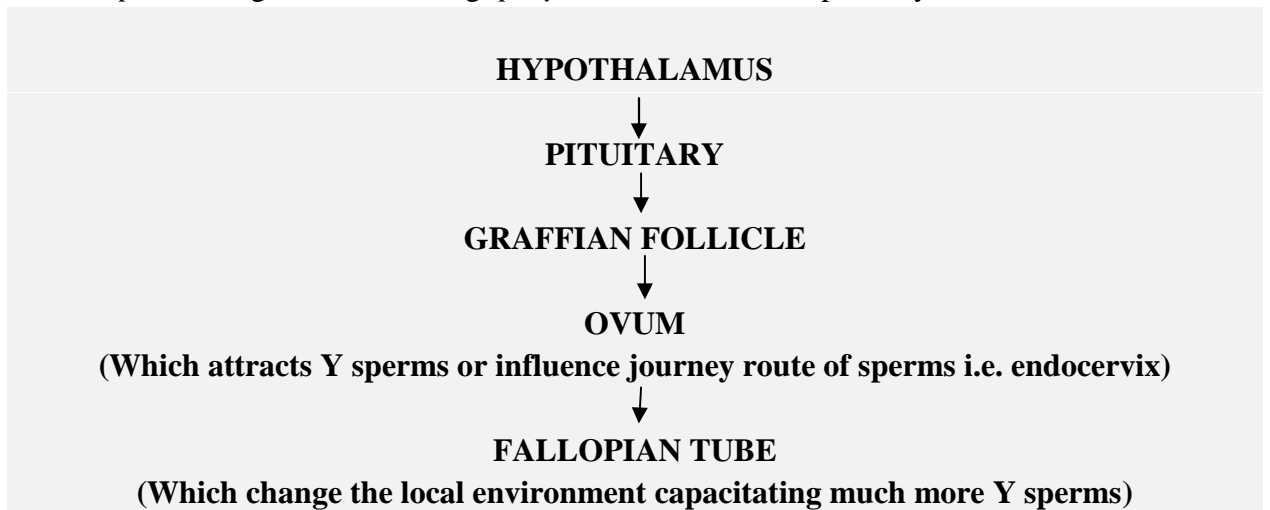 HYPOTHALAMUS
PITUITARY
GRAFFIAN FOLLICLE
OVUM
(Which attracts Y sperms or influence journey route of sperms i.e. endocervix)
FALLOPIAN TUBE
(Which change the local environment capacitating much more Y sperms)